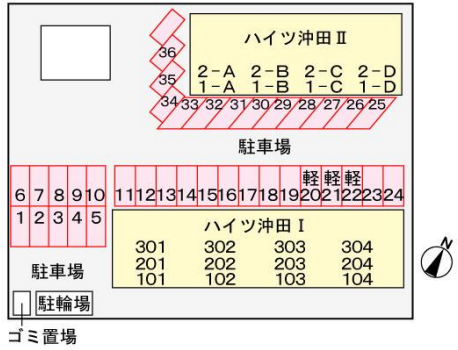 ハイツ沖田Ⅱ
2-A 2-B 2-C 2-D
1-A 1-B 1-C 1-D
36
35
34 33 32 31 30 29 28 27 26 25
駐車場
軽 軽 軽
6 7 8 9 10 11 12 13 14 15 16 17 18 19 20 21 22 23 24
1 2 3 4 5
ハイツ沖田Ⅰ
301 302 303 304
201 202 203 204
101 102 103 104
駐車場
駐輪場
ゴミ置場
N